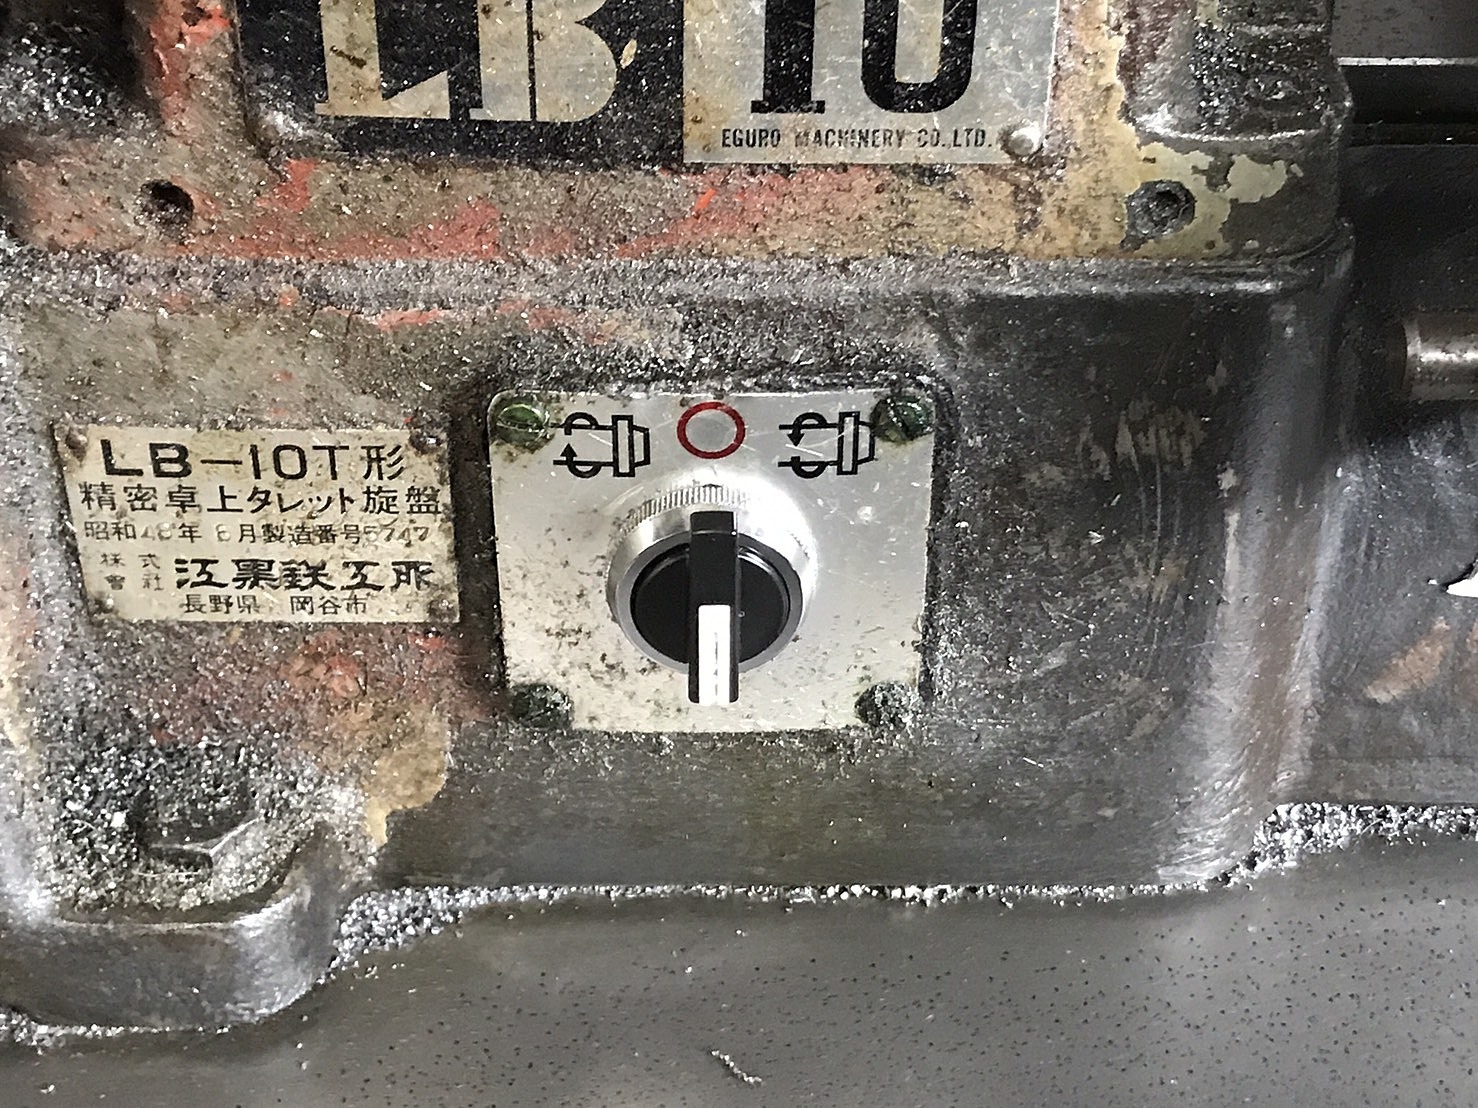 LB 10
EGURO MACHINERY CO.,LTD.
LB-10T形
精密卓上タレット旋盤
昭和48年 6月製造番号5747
株式會社 江黒鉄工所
長野県 岡谷市